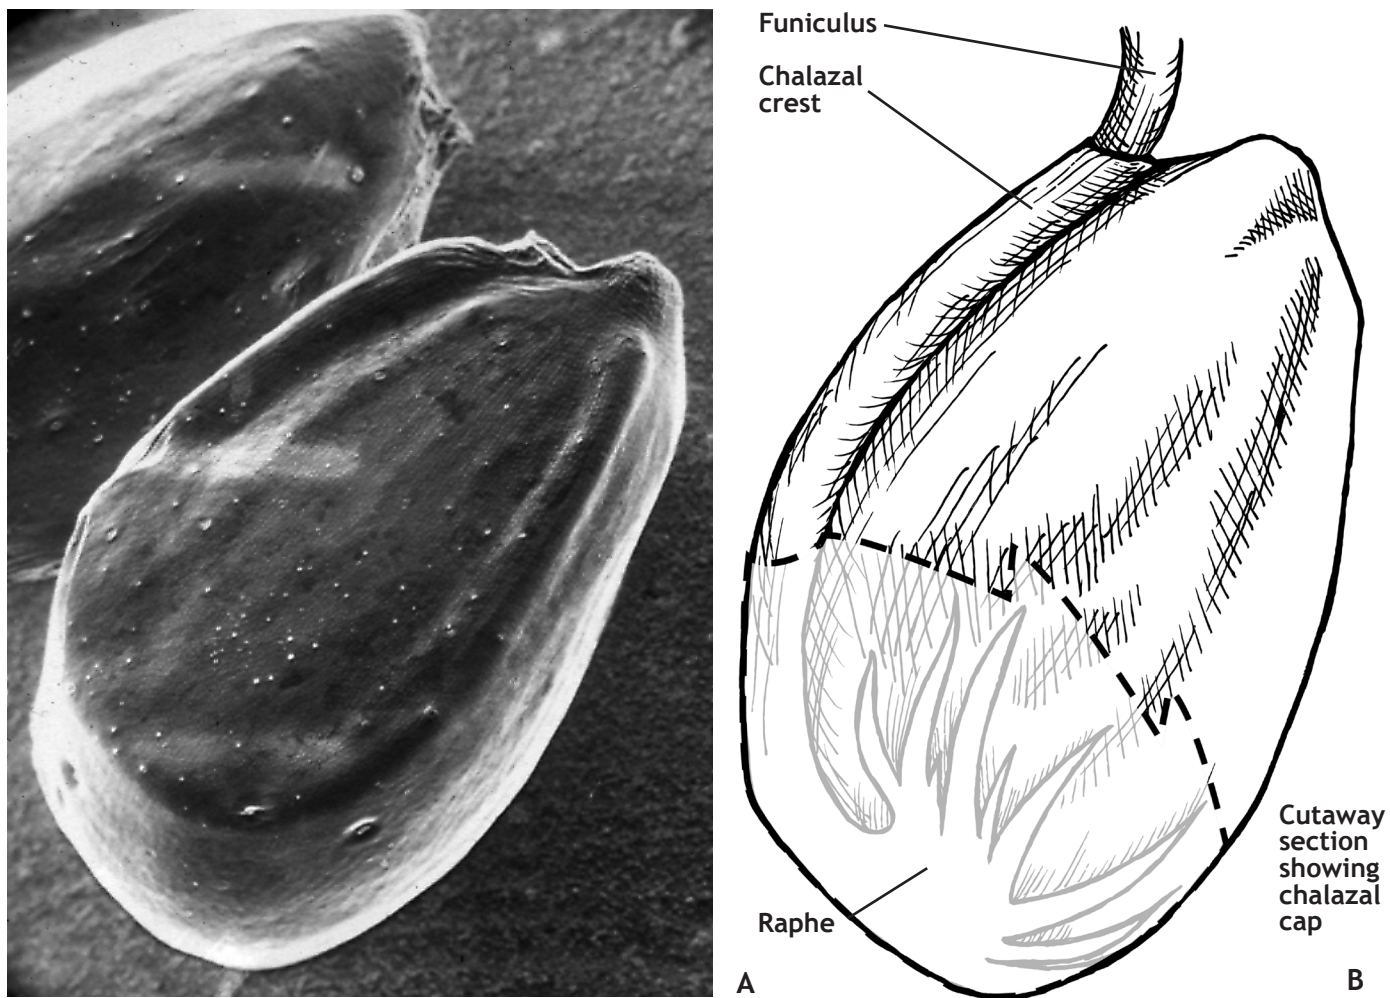 Funiculus
Chalazal
crest
Raphe
Cutaway
section
showing
chalazal
cap
A
B